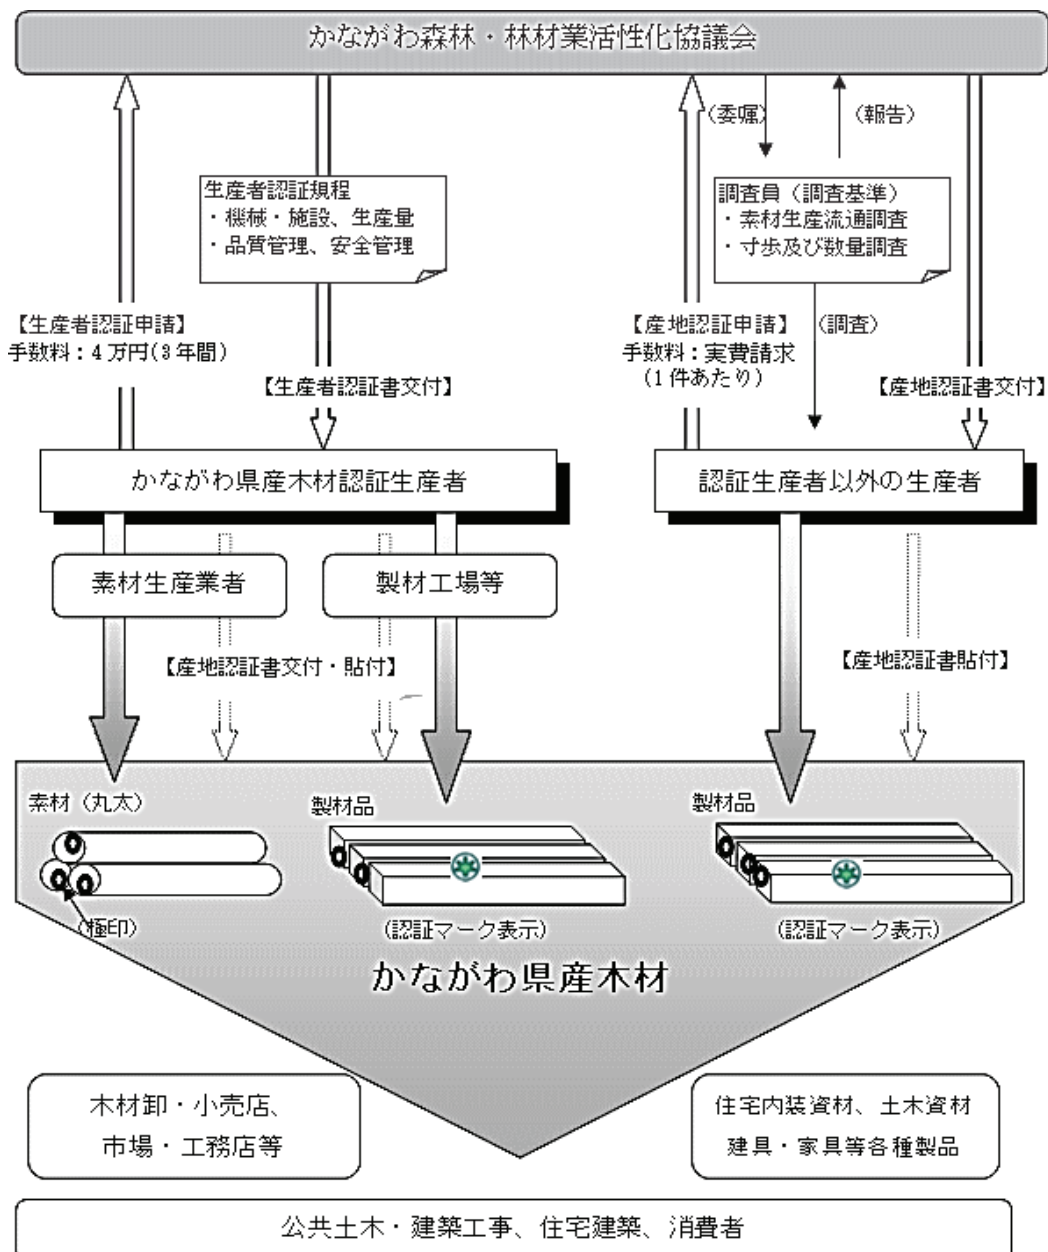 かながわ森林・林材業活性化協議会
(委嘱)
(報告)
生産者認証規程
・機械・施設、生産量
・品質管理、安全管理
調査員(調査基準)
・素材生産流通調査
・寸歩及び数量調査
【生産者認証申請】
手数料:4万円(3年間)
【生産者認証書交付】
【産地認証申請】
手数料:実費請求
(1件あたり)
(調査)
【産地認証書交付】
かながわ県産木材認証生産者
認証生産者以外の生産者
素材生産業者
製材工場等
【産地認証書交付・貼付】
【産地認証書貼付】
素材(丸太)
製材品
製材品
(極印)
(認証マーク表示)
(認証マーク表示)
かながわ県産木材
木材卸・小売店、
市場・工務店等
住宅内装資材、土木資材
建具・家具等各種製品
公共土木・建築工事、住宅建築、消費者